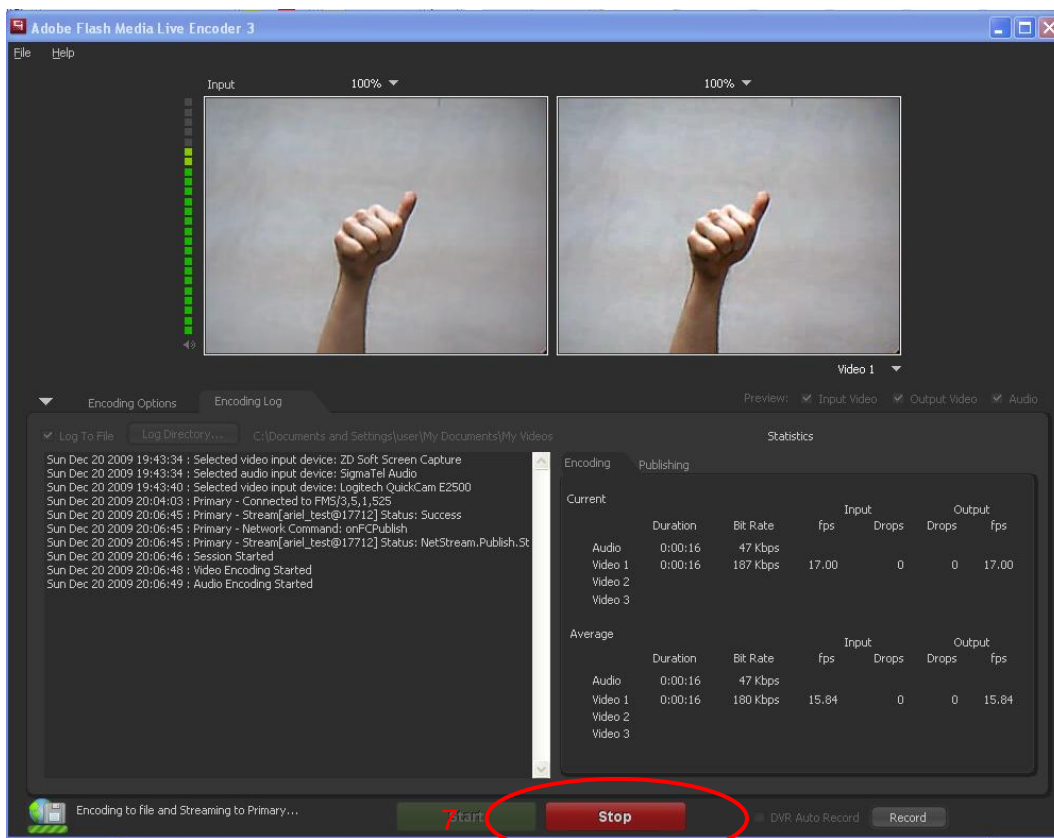 Adobe Flash Media Live Encoder 3
File Help
Input 100% 100%
Video 1
Encoding Options Encoding Log Preview: Input Video Output Video Audio
Log To File Log Directory... C:\Documents and Settings\user\My Documents\My Videos Statistics
Sun Dec 20 2009 19:43:34 : Selected video input device: ZD Soft Screen Capture
Sun Dec 20 2009 19:43:34 : Selected audio input device: SigmaTel Audio
Sun Dec 20 2009 19:43:40 : Selected video input device: Logitech QuickCam E2500
Sun Dec 20 2009 20:04:03 : Primary - Connected to FMS/3,5,1,525
Sun Dec 20 2009 20:06:45 : Primary - Stream[ariel_test@17712] Status: Success
Sun Dec 20 2009 20:06:45 : Primary - Network Command: onFCPublish
Sun Dec 20 2009 20:06:45 : Primary - Stream[ariel_test@17712] Status: NetStream.Publish.St
Sun Dec 20 2009 20:06:46 : Session Started
Sun Dec 20 2009 20:06:48 : Video Encoding Started
Sun Dec 20 2009 20:06:49 : Audio Encoding Started
Encoding Publishing
Current
Input Output
Duration Bit Rate fps Drops Drops fps
Audio 0:00:16 47 Kbps
Video 1 0:00:16 187 Kbps 17.00 0 0 17.00
Video 2
Video 3
Average
Input Output
Duration Bit Rate fps Drops Drops fps
Audio 0:00:16 47 Kbps
Video 1 0:00:16 180 Kbps 15.84 0 0 15.84
Video 2
Video 3
Encoding to file and Streaming to Primary... 7 Start Stop DVR Auto Record Record